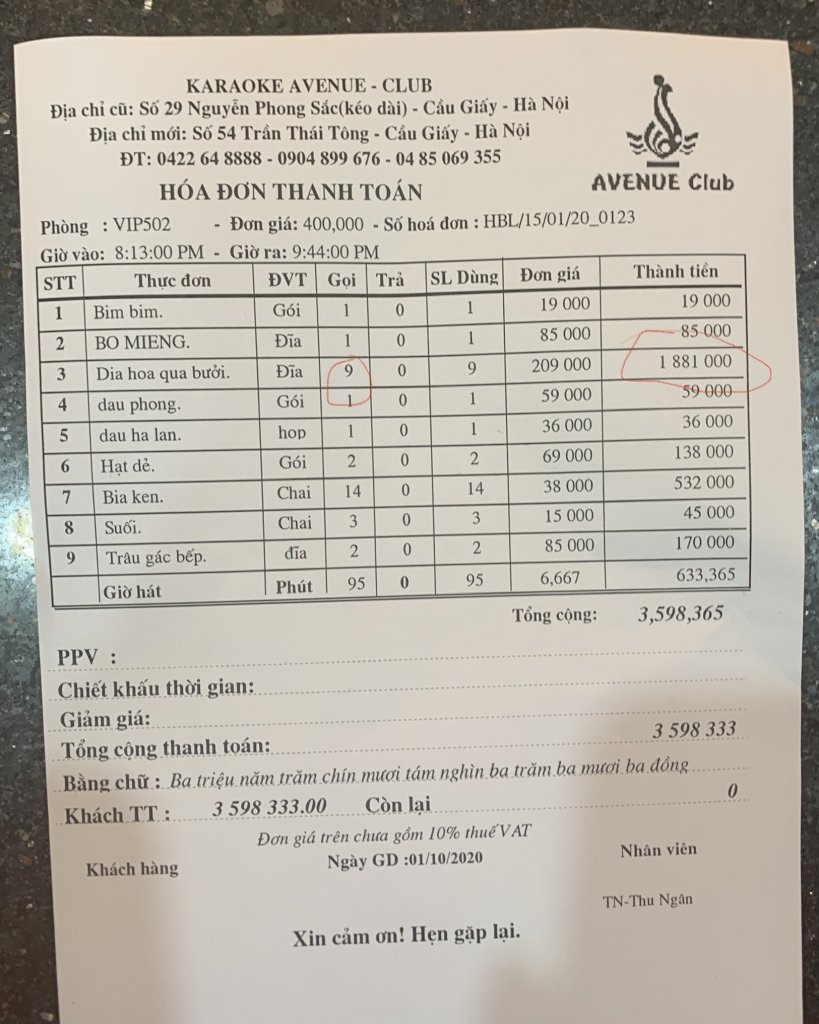 KARAOKE AVENUE - CLUB
Địa chỉ cũ: Số 29 Nguyễn Phong Sắc(kéo dài) - Cầu Giấy - Hà Nội
Địa chỉ mới: Số 54 Trần Thái Tông - Cầu Giấy - Hà Nội
ĐT: 0422 64 8888 - 0904 899 676 - 04 85 069 355
AVENUE Club
HÓA ĐƠN THANH TOÁN
Phòng : VIP502 - Đơn giá: 400,000 - Số hoá đơn : HBL/15/01/20_0123
Giờ vào: 8:13:00 PM - Giờ ra: 9:44:00 PM
STT Thực đơn ĐVT Gọi Trả SL Dùng Đơn giá Thành tiền
1 Bim bim. Gói 1 0 1 19 000 19 000
2 BO MIENG. Đĩa 1 0 1 85 000 85 000
3 Dia hoa qua bưởi. Đĩa 9 0 9 209 000 1 881 000
4 dau phong. Gói 1 0 1 59 000 59 000
5 dau ha lan. hop 1 0 1 36 000 36 000
6 Hạt dẻ. Gói 2 0 2 69 000 138 000
7 Bia ken. Chai 14 0 14 38 000 532 000
8 Suối. Chai 3 0 3 15 000 45 000
9 Trâu gác bếp. đĩa 2 0 2 85 000 170 000
Giờ hát Phút 95 0 95 6,667 633,365
Tổng cộng: 3,598,365
PPV :
Chiết khấu thời gian:
Giảm giá:
Tổng cộng thanh toán: 3 598 333
Bằng chữ : Ba triệu năm trăm chín mươi tám nghìn ba trăm ba mươi ba đồng
Khách TT : 3 598 333.00 Còn lại 0
Đơn giá trên chưa gồm 10% thuế VAT
Khách hàng Ngày GD :01/10/2020 Nhân viên
TN-Thu Ngân
Xin cảm ơn! Hẹn gặp lại.